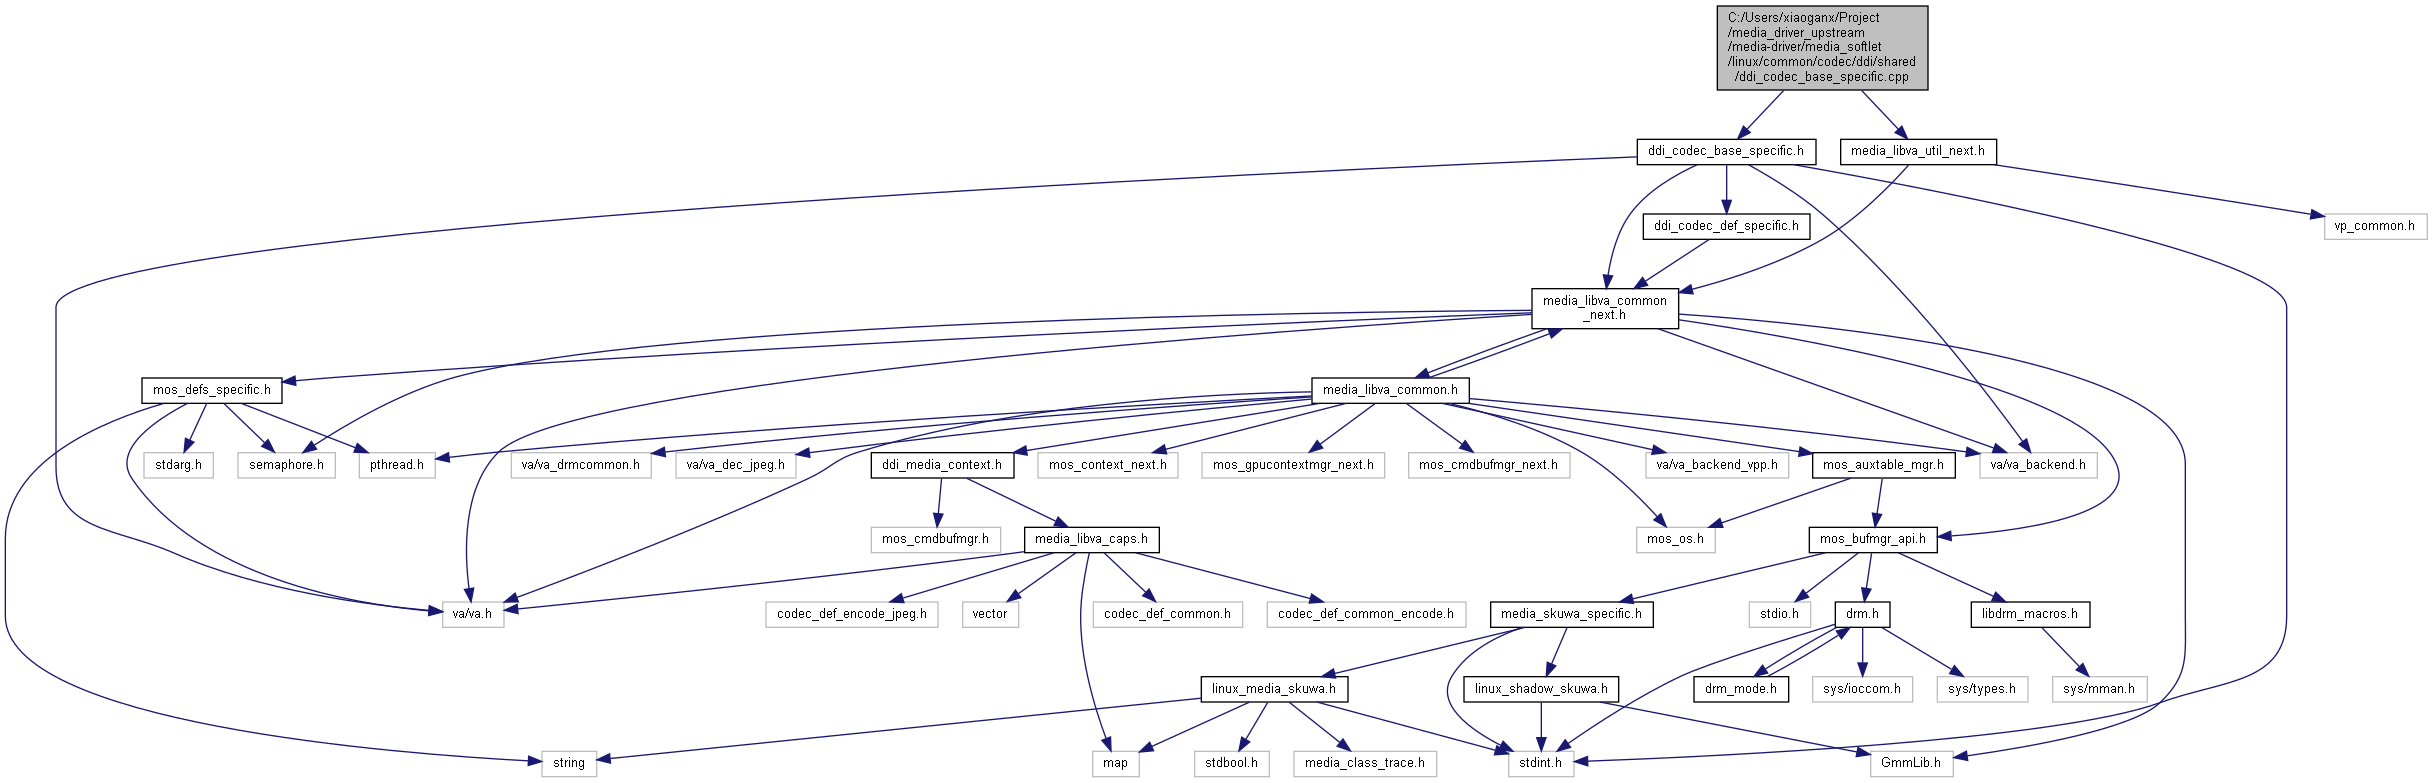 C:/Users/xiaoganx/Project
/media_driver_upstream
/media-driver/media_softlet
/linux/common/codec/ddi/shared
/ddi_codec_base_specific.cpp
ddi_codec_base_specific.h
media_libva_util_next.h
ddi_codec_def_specific.h
vp_common.h
media_libva_common
_next.h
mos_defs_specific.h
media_libva_common.h
stdarg.h
semaphore.h
pthread.h
va/va_drmcommon.h
va/va_dec_jpeg.h
ddi_media_context.h
mos_context_next.h
mos_gpucontextmgr_next.h
mos_cmdbufmgr_next.h
va/va_backend_vpp.h
mos_auxtable_mgr.h
va/va_backend.h
mos_cmdbufmgr.h
media_libva_caps.h
mos_os.h
mos_bufmgr_api.h
va/va.h
codec_def_encode_jpeg.h
vector
codec_def_common.h
codec_def_common_encode.h
media_skuwa_specific.h
stdio.h
drm.h
libdrm_macros.h
linux_media_skuwa.h
linux_shadow_skuwa.h
drm_mode.h
sys/ioccom.h
sys/types.h
sys/mman.h
string
map
stdbool.h
media_class_trace.h
stdint.h
GmmLib.h